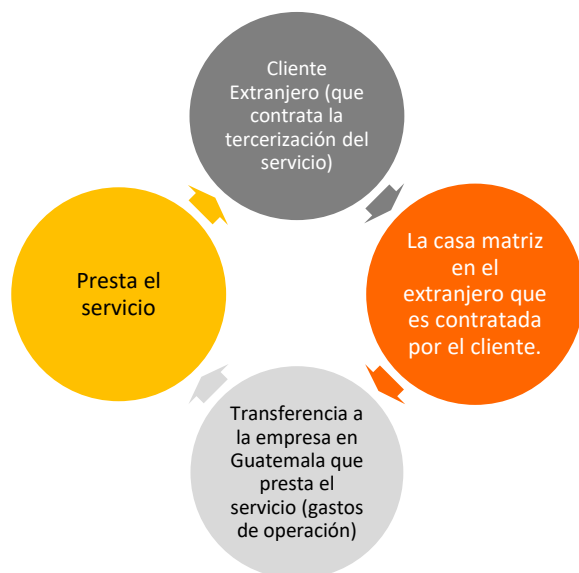 Cliente
Extranjero (que
contrata la
tercerización del
servicio)
La casa matriz
en el
extranjero que
es contratada
por el cliente.
Transferencia a
la empresa en
Guatemala que
presta el
servicio (gastos
de operación)
Presta el
servicio